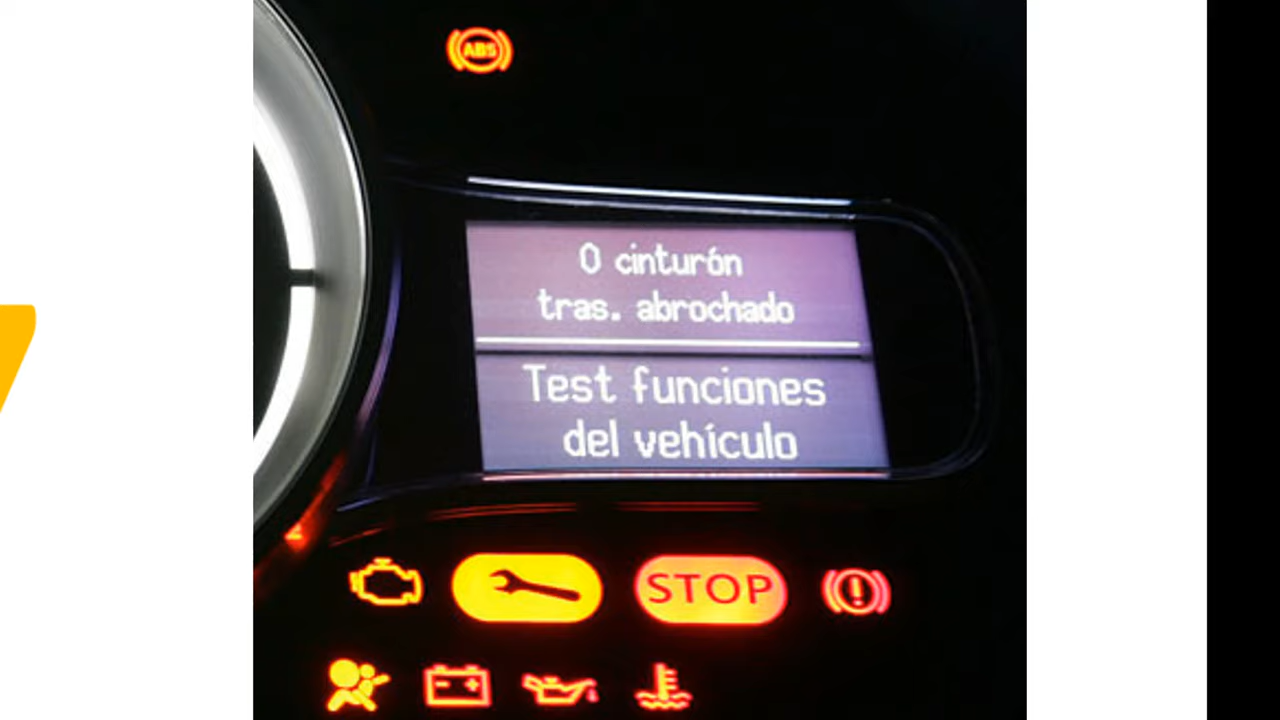 ABS
0 cinturón
tras. abrochado
Test funciones
del vehículo
STOP